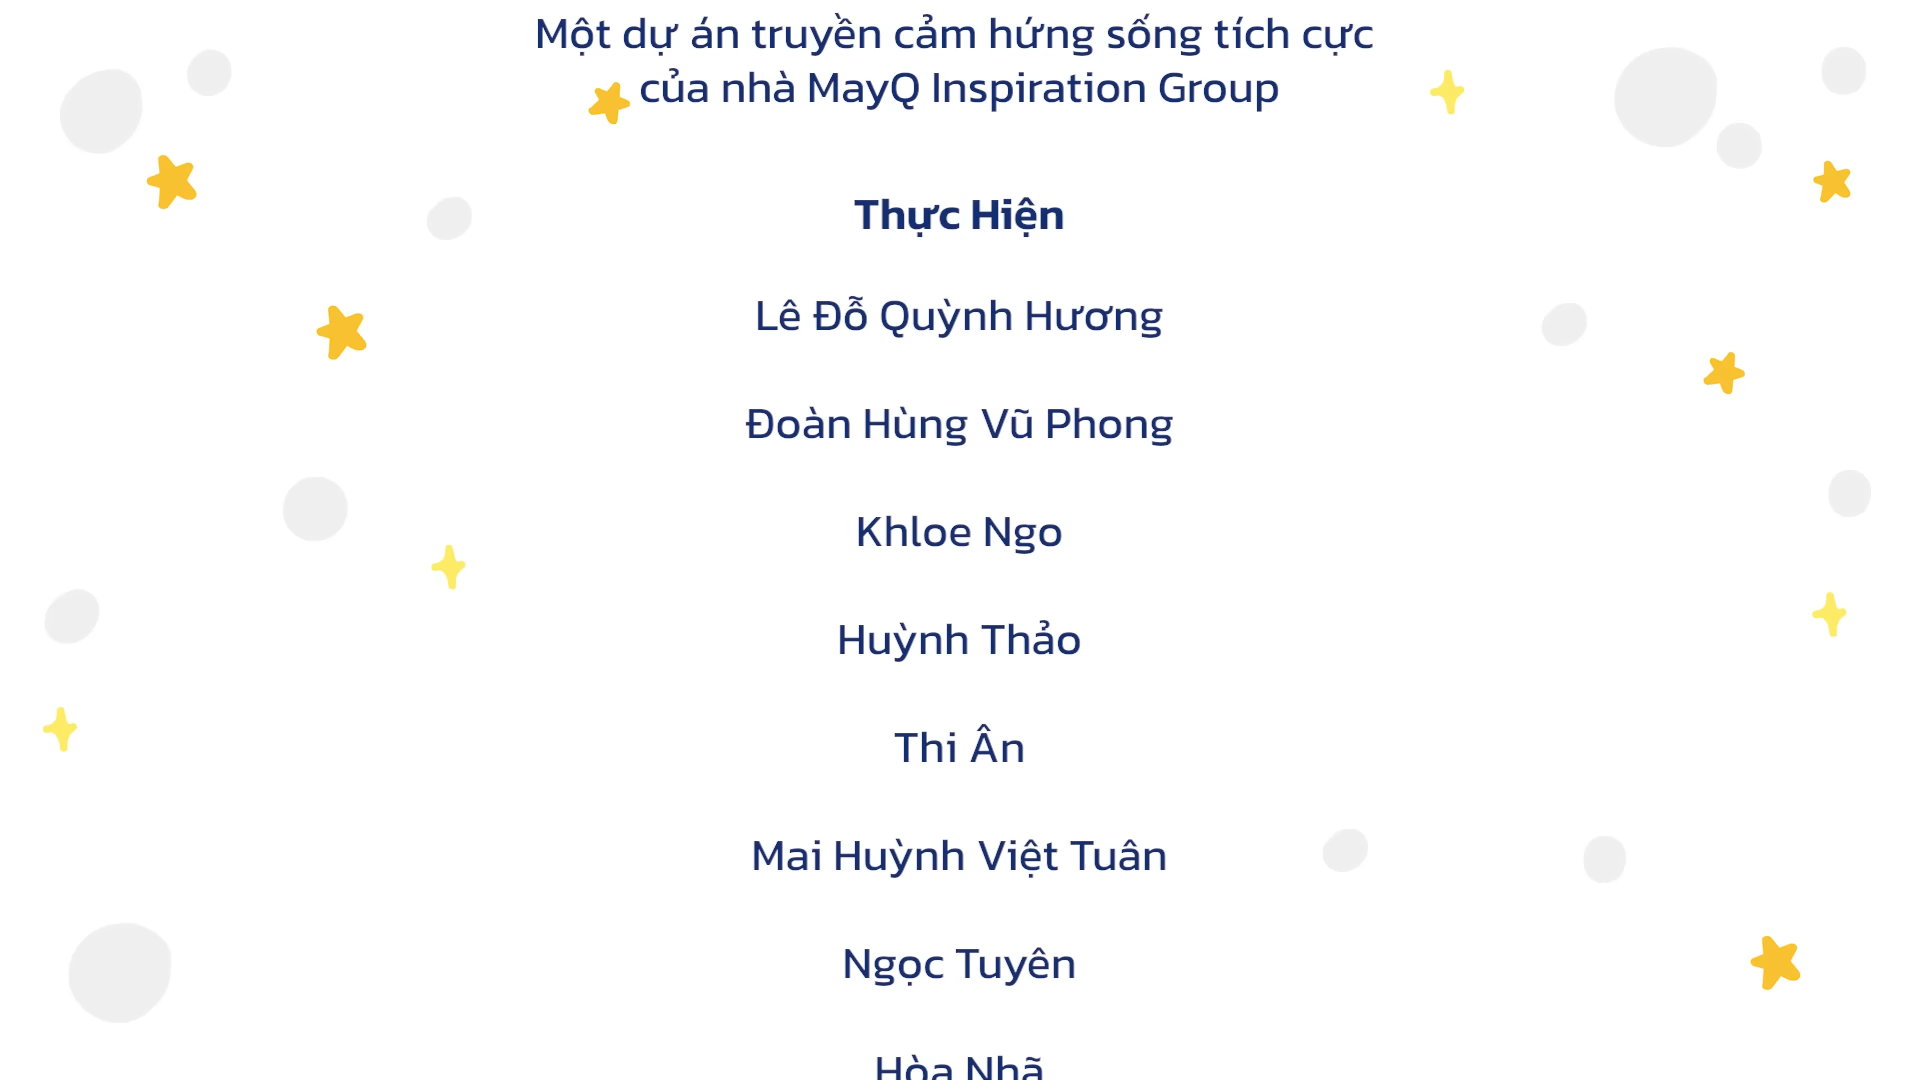 Một dự án truyền cảm hứng sống tích cực
của nhà MayQ Inspiration Group
Thực Hiện
Lê Đỗ Quỳnh Hương
Đoàn Hùng Vũ Phong
Khloe Ngo
Huỳnh Thảo
Thi Ân
Mai Huỳnh Việt Tuân
Ngọc Tuyên
Hòa Nhã